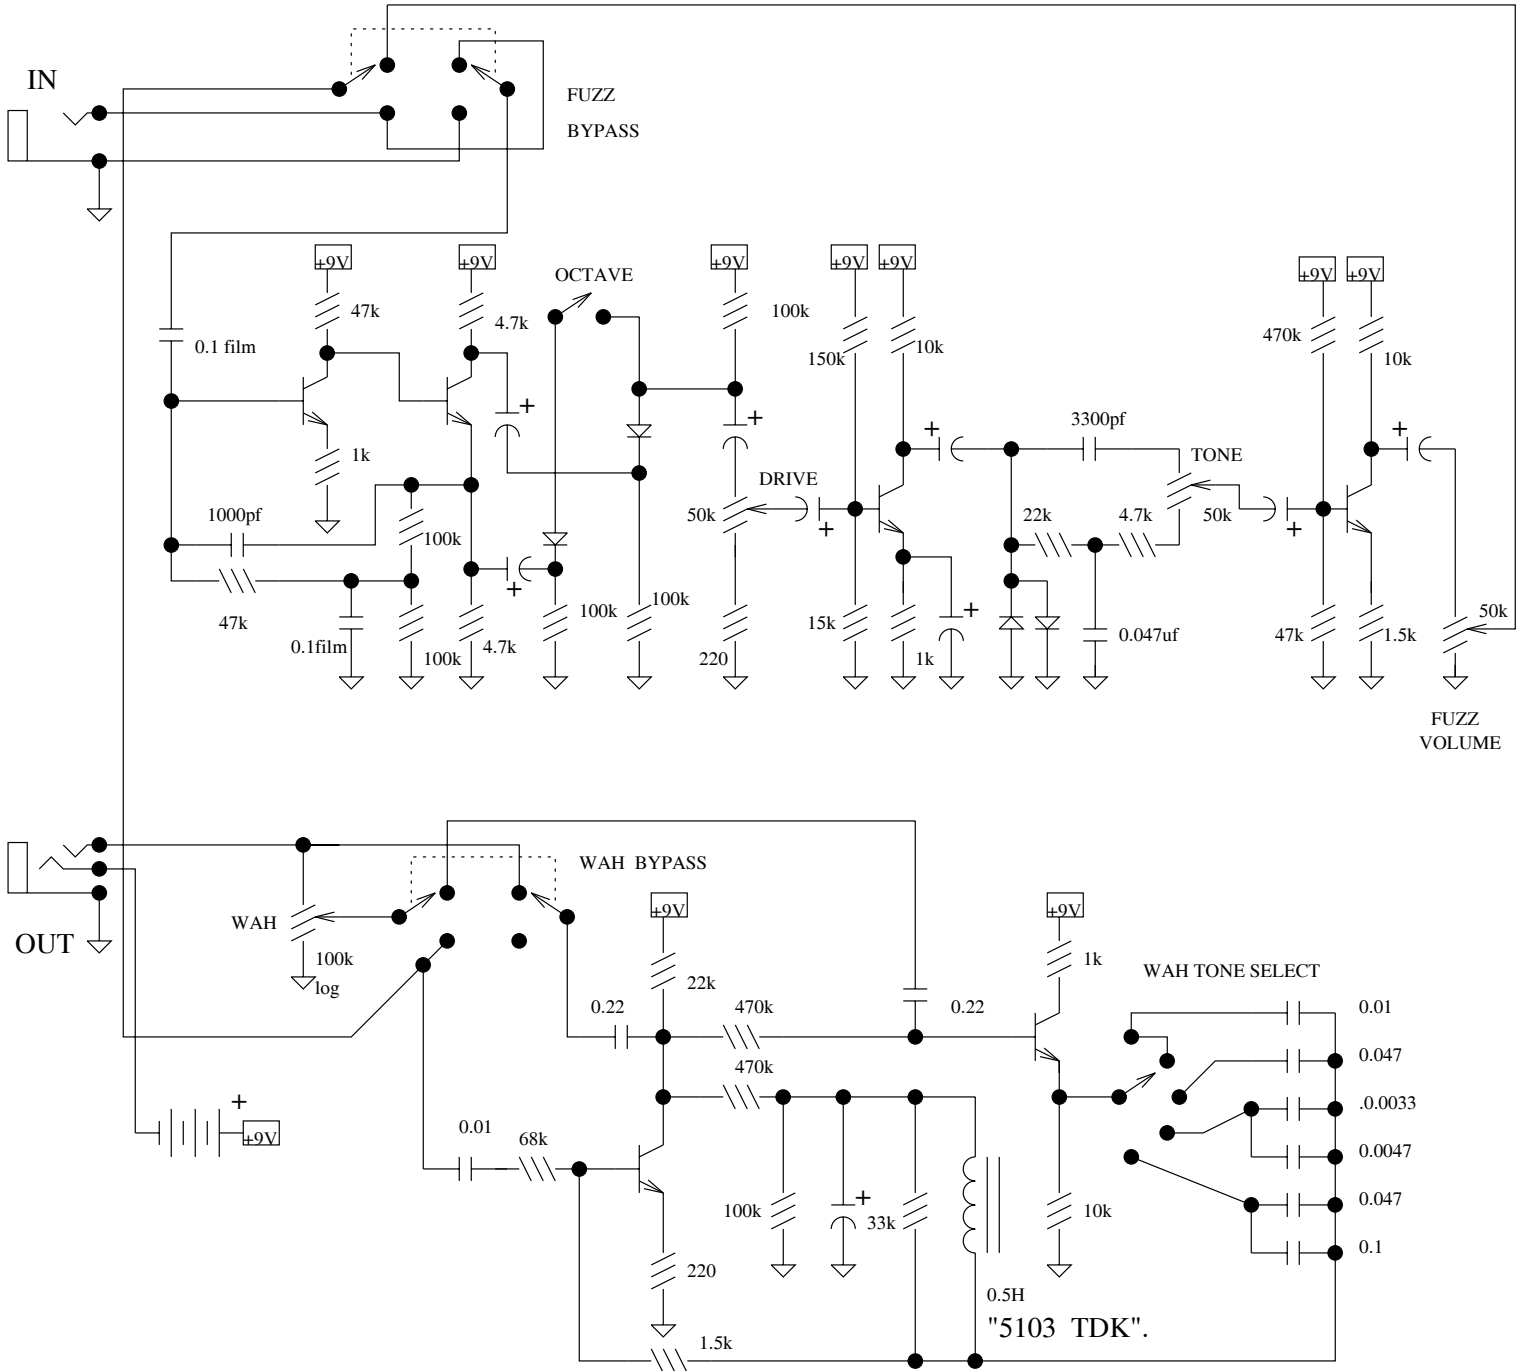 IN
FUZZ
BYPASS
+9V
+9V
OCTAVE
+9V
+9V
+9V
+9V
+9V
47k
4.7k
100k
150k
10k
470k
10k
0.1 film
+
+
+
3300pf
+
1k
DRIVE
TONE
1000pf
100k
50k
+
22k
4.7k
50k
+
47k
0.1film
100k
4.7k
+
100k
100k
220
15k
1k
+
0.047uf
47k
1.5k
50k
FUZZ
VOLUME
WAH BYPASS
WAH
OUT
100k
log
+9V
22k
+9V
1k
WAH TONE SELECT
0.22
470k
0.22
0.01
470k
0.047
+
+9V
0.01
68k
.0.0033
0.0047
100k
+
33k
10k
0.047
0.1
220
0.5H
1.5k
"5103 TDK".